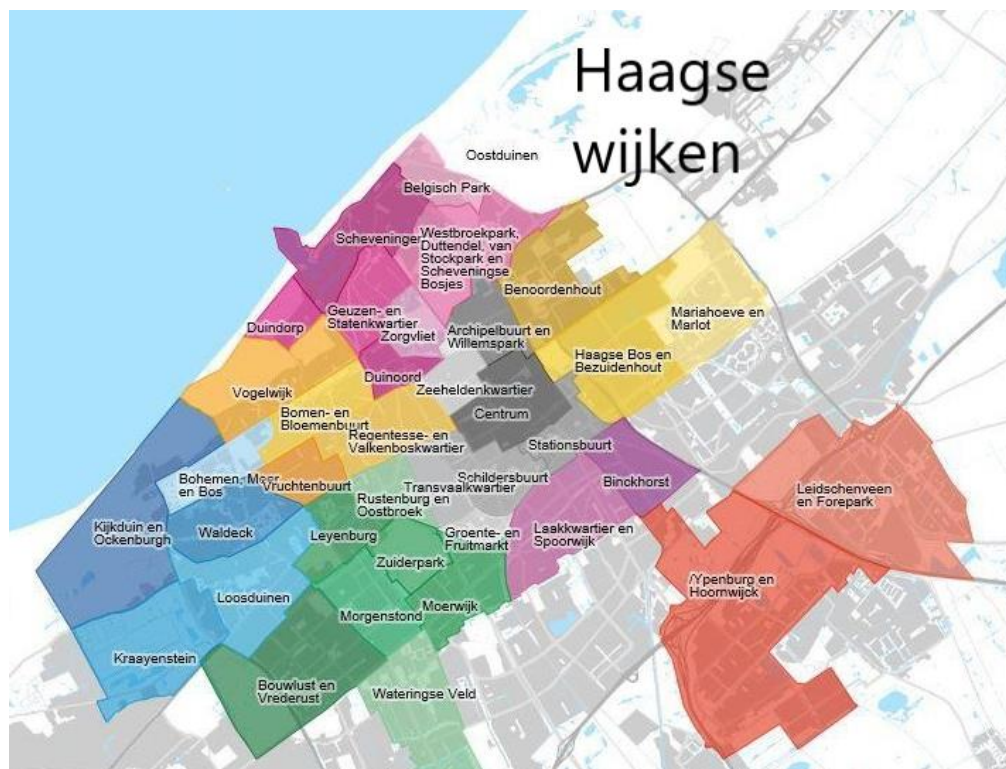 Haagse
wijken
Oostduinen
Belgisch Park
Scheveningen
Westbroekpark,
Duttendel, van
Stockpark en
Scheveningse
Bosjes
Benoordenhout
Geuzen- en
Statenkwartier
Zorgvliet
Mariahoeve en
Marlot
Duindorp
Archipelbuurt en
Willemspark
Haagse Bos en
Bezuidenhout
Duinoord
Zeeheldenkwartier
Vogelwijk
Centrum
Bomen- en
Bloemenbuurt
Regentesse- en
Valkenboskwartier
Stationsbuurt
Bohemen, Meer
en Bos
Vruchtenbuurt
Schildersbuurt
Transvaalkwartier
Binckhorst
Rustenburg en
Oostbroek
Leidschenveen
en Forepark
Kijkduin en
Ockenburgh
Waldeck
Leyenburg
Groente- en
Fruitmarkt
Laakkwartier en
Spoorwijk
Zuiderpark
Ypenburg en
Hoornwijck
Loosduinen
Moerwijk
Morgenstond
Kraayenstein
Bouwlust en
Vrederust
Wateringse Veld